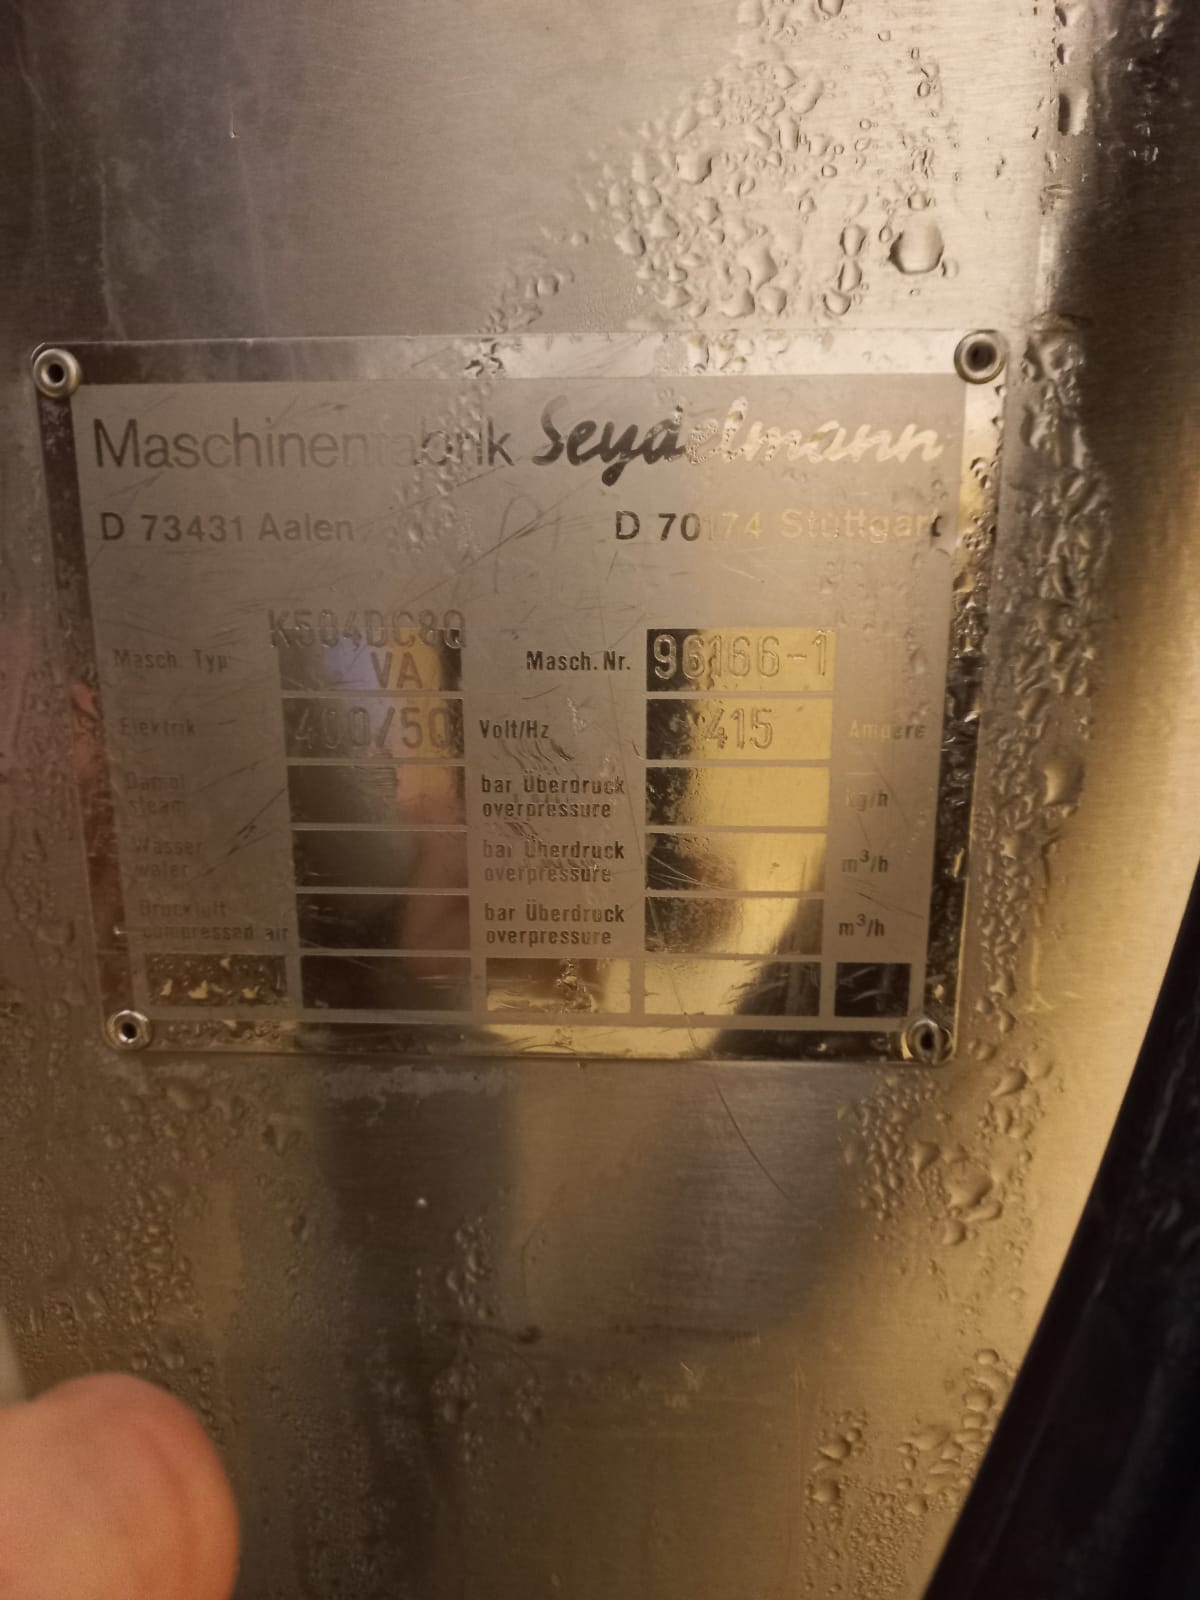 Maschinenfabrik Seydelmann
D 73431 Aalen D 70174 Stuttgart
K504DC8Q
Masch. Typ VA Masch. Nr. 96166-1
Elektrik 400/50 Volt/Hz 415 Ampere
Dampf bar Überdruck
steam overpressure kg/h
Wasser bar Überdruck
water overpressure m³/h
Druckluft bar Überdruck
compressed air overpressure m³/h